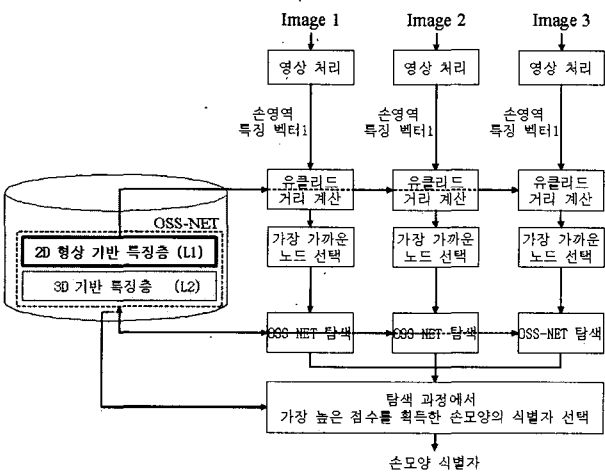 Image 1
Image 2
Image 3
영상 처리
영상 처리
영상 처리
손영역
특징 벡터1
손영역
특징 벡터1
손영역
특징 벡터1
유클리드
거리 계산
유클리드
거리 계산
유클리드
거리 계산
OSS-NET
2D 형상 기반 특징층 (L1)
3D 기반 특징층 (L2)
가장 가까운
노드 선택
가장 가까운
노드 선택
가장 가까운
노드 선택
OSS-NET 탐색
OSS-NET 탐색
OSS-NET 탐색
탐색 과정에서
가장 높은 점수를 획득한 손모양의 식별자 선택
손모양 식별자